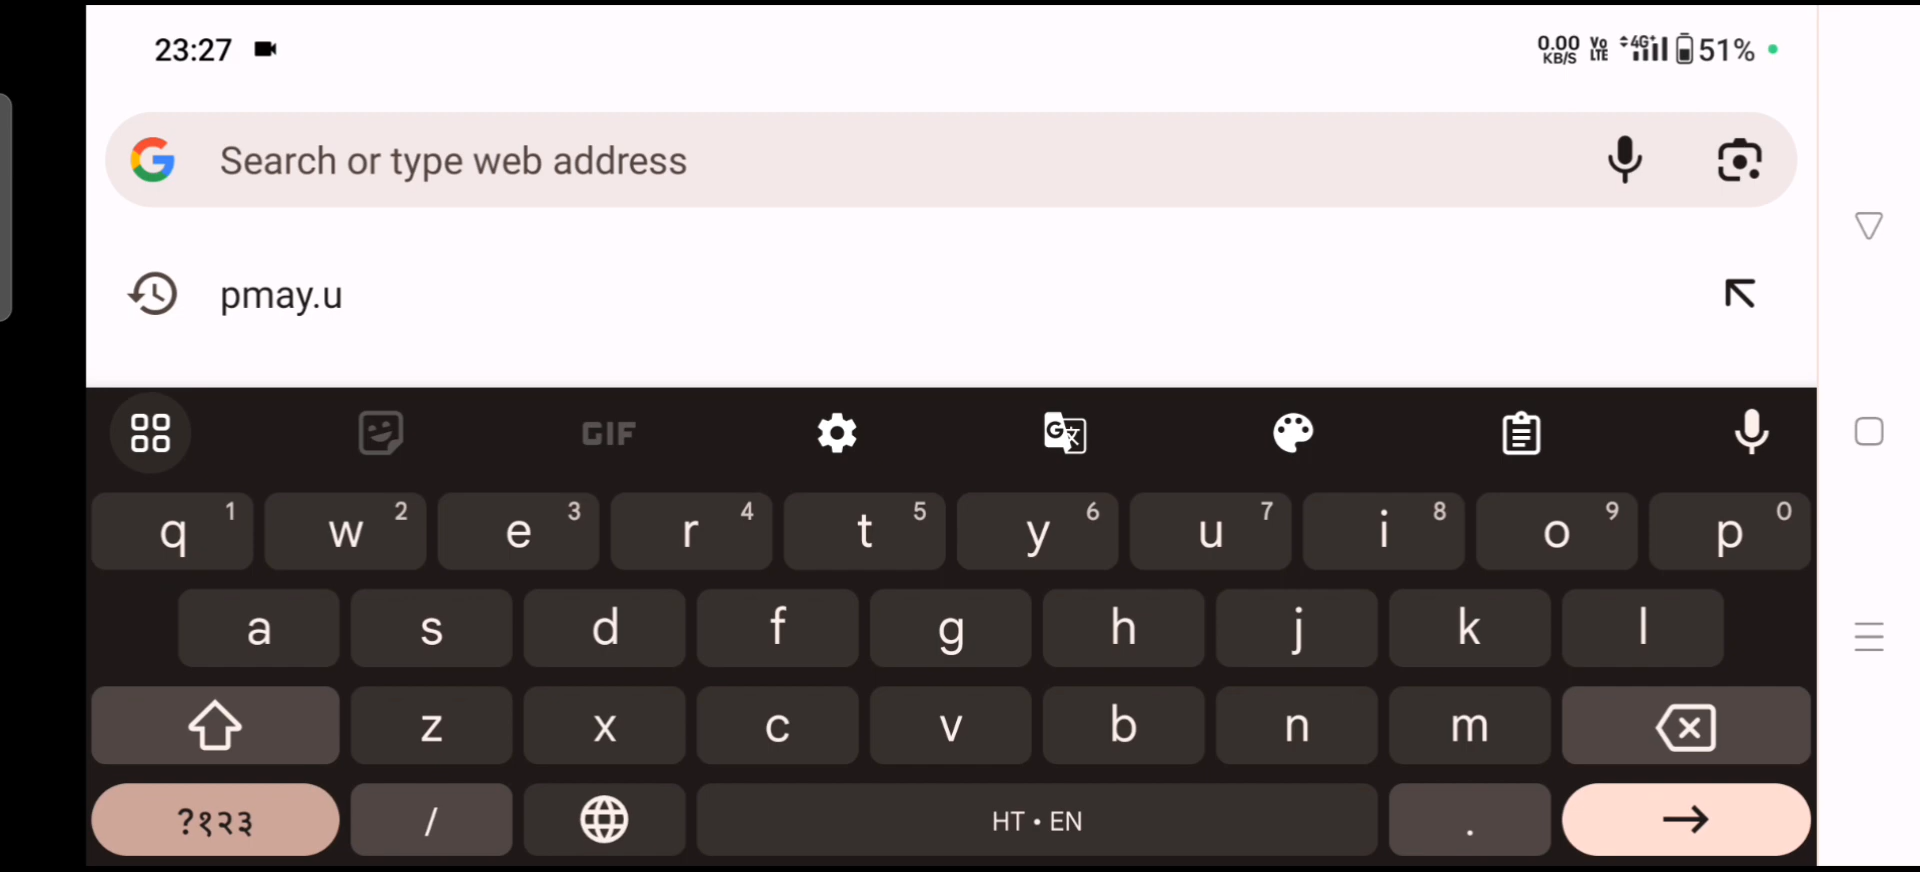 23:27 0.00 KB/S Vo LTE 4G+ 51%
Search or type web address
pmay.u
GIF
q 1 w 2 e 3 r 4 t 5 y 6 u 7 i 8 o 9 p 0
a s d f g h j k l
z x c v b n m
?१२३ / HT • EN .